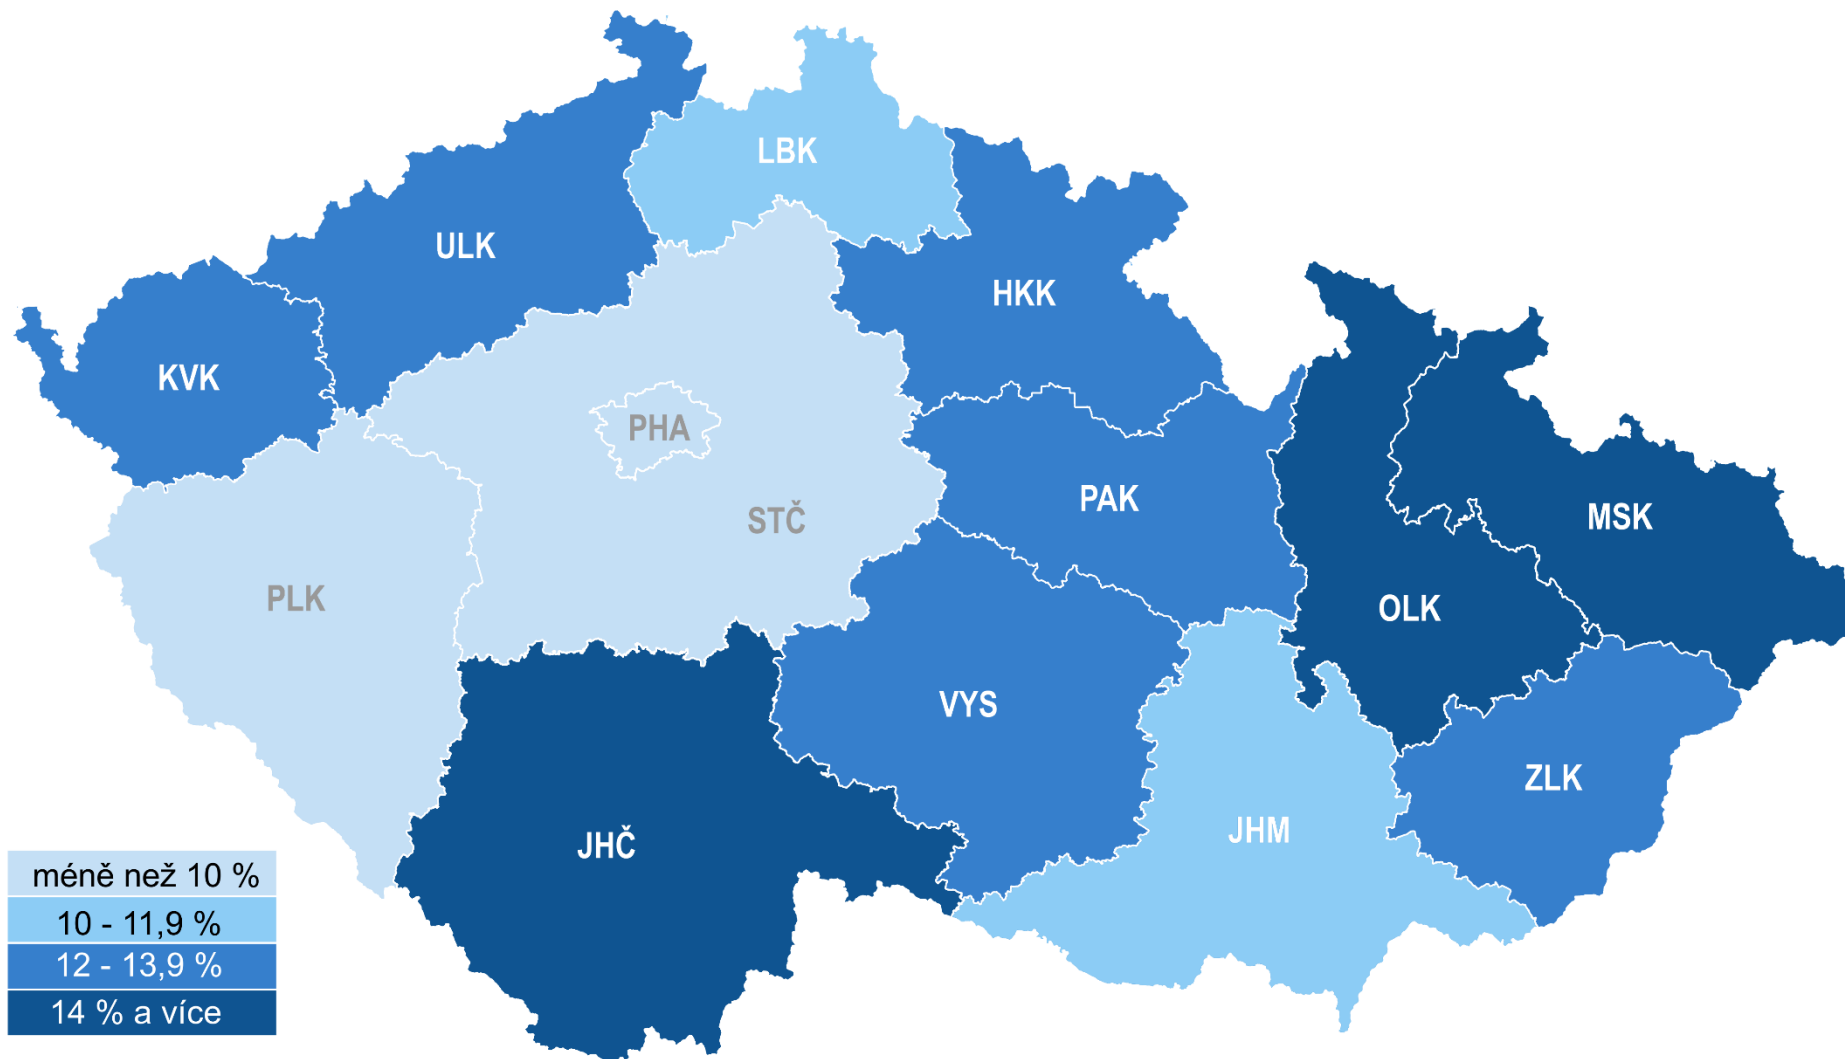 LBK
ULK
HKK
KVK
PHA
PAK
STČ
MSK
PLK
OLK
VYS
ZLK
JHM
JHČ
méně než 10 %
10 - 11,9 %
12 - 13,9 %
14 % a více